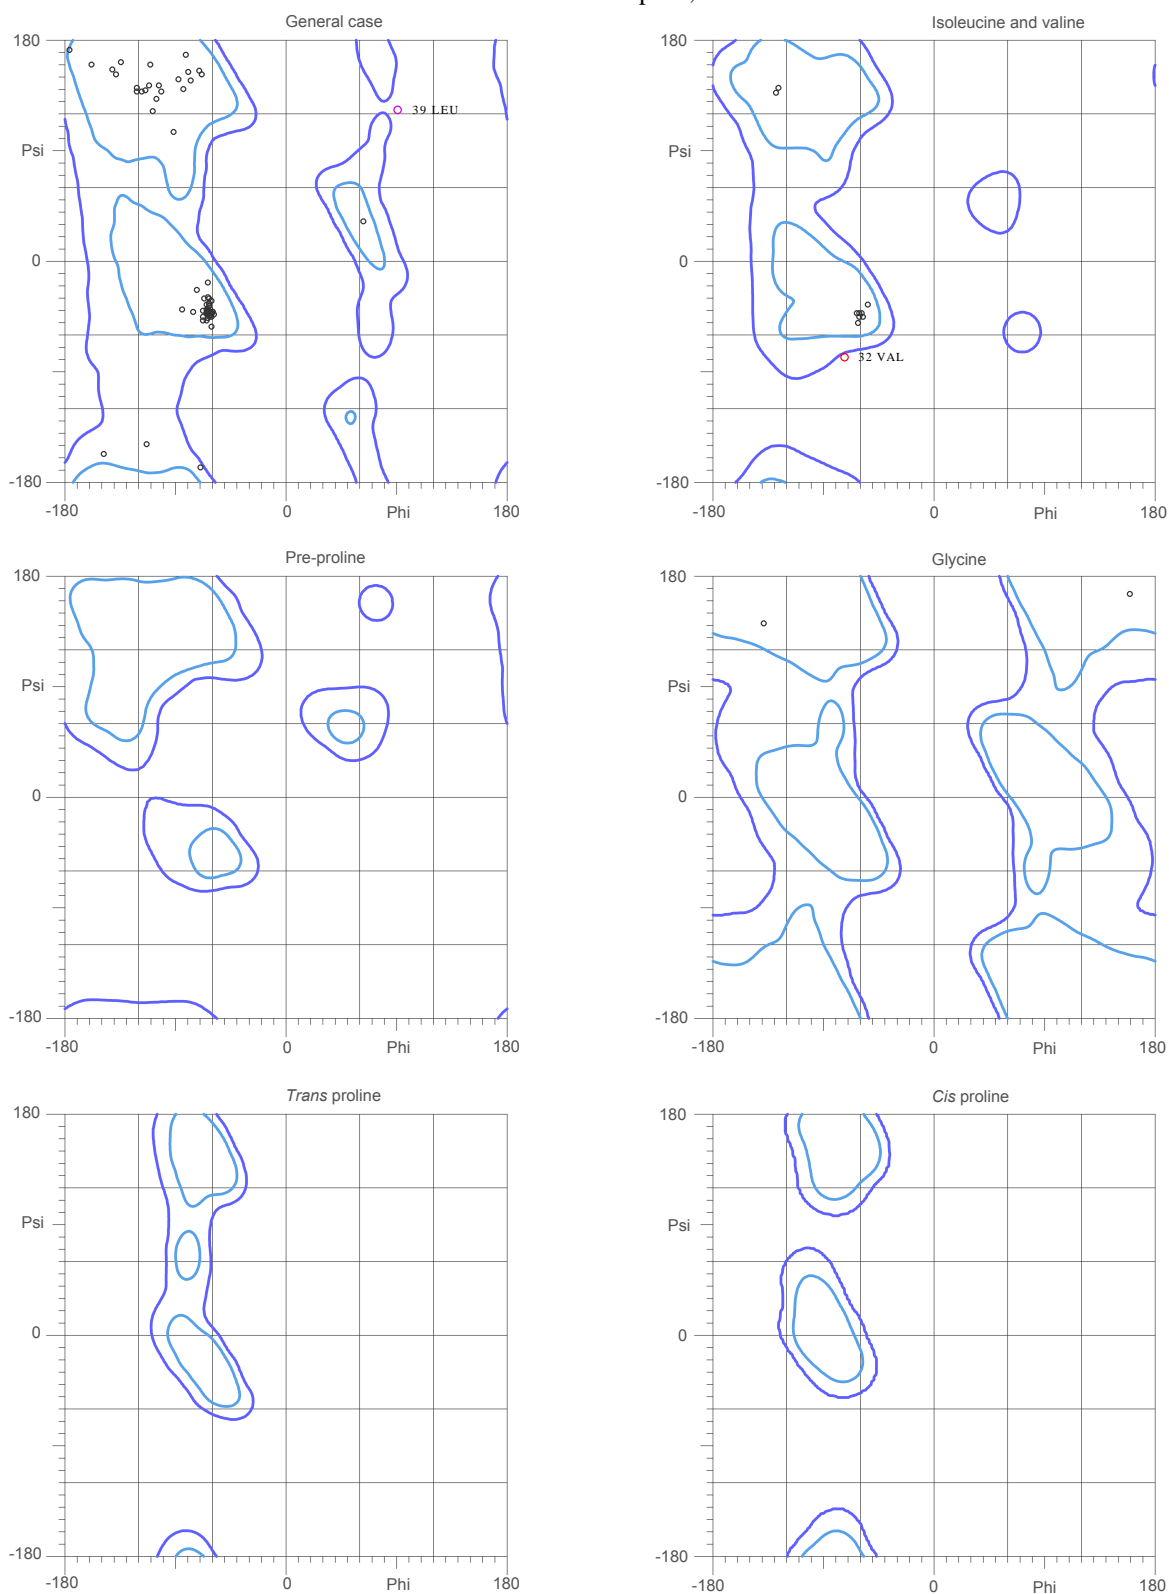 General case
180
Psi
0
-180
-180
0
Phi
180
39 LEU
Isoleucine and valine
180
Psi
0
-180
-180
0
Phi
180
32 VAL
Pre-proline
180
Psi
0
-180
-180
0
Phi
180
Glycine
180
Psi
0
-180
-180
0
Phi
180
Trans proline
180
Psi
0
-180
-180
0
Phi
180
Cis proline
180
Psi
0
-180
-180
0
Phi
180